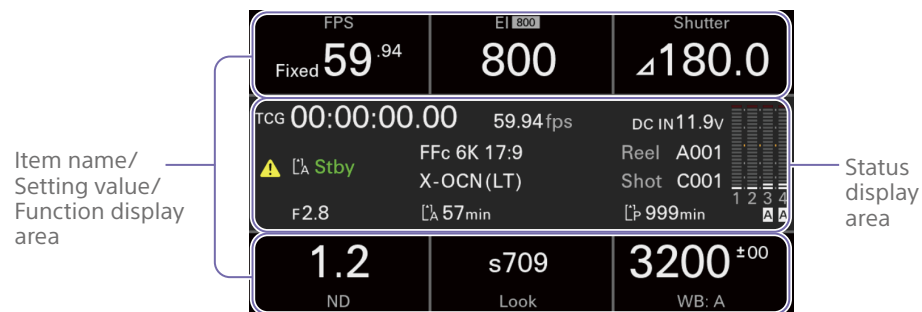 FPS
EI 800
Shutter
Fixed 59 .94
800
⊿180.0
TCG 00:00:00.00
59.94 fps
DC IN 11.9V
A Stby
FFc 6K 17:9
Reel A001
X-OCN(LT)
Shot C001
F2.8
A 57min
P 999min
1 2 3 4
A A
1.2
s709
3200 ±00
ND
Look
WB: A
Item name/
Setting value/
Function display
area
Status
display
area